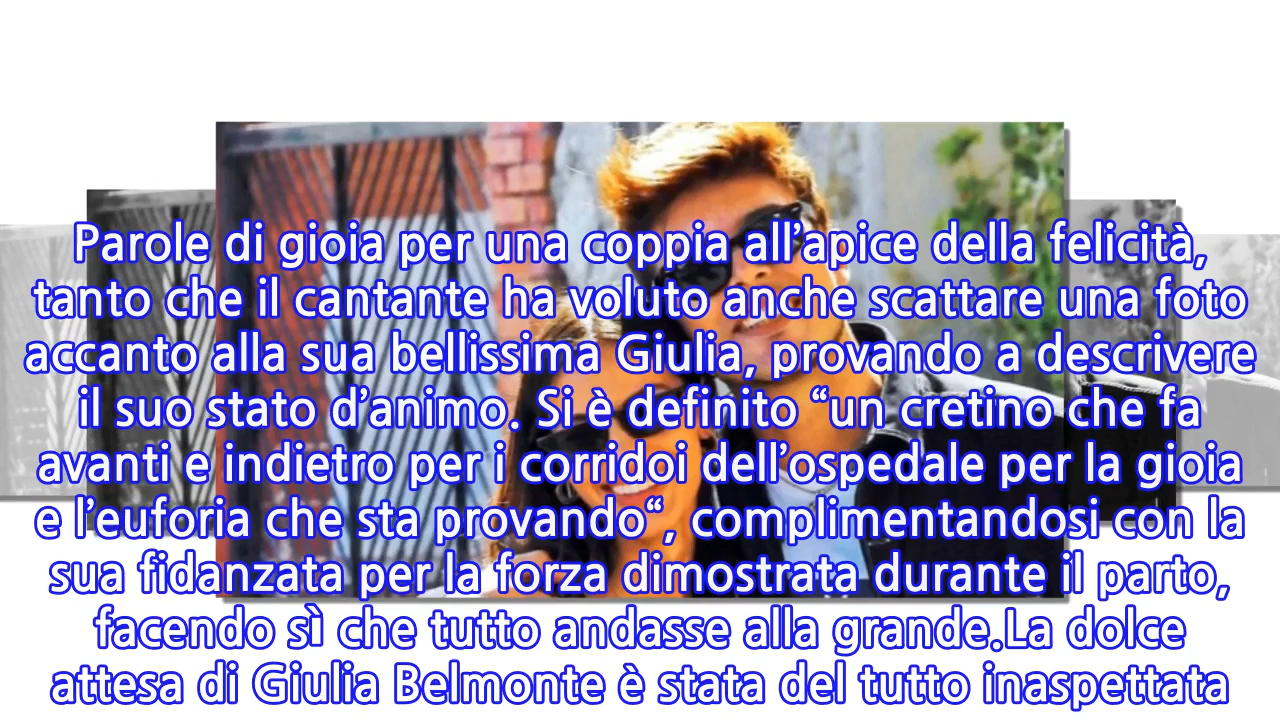 Parole di gioia per una coppia all’apice della felicità,
tanto che il cantante ha voluto anche scattare una foto
accanto alla sua bellissima Giulia, provando a descrivere
il suo stato d’animo. Si è definito “un cretino che fa
avanti e indietro per i corridoi dell’ospedale per la gioia
e l’euforia che sta provando“, complimentandosi con la
sua fidanzata per la forza dimostrata durante il parto,
facendo sì che tutto andasse alla grande.La dolce
attesa di Giulia Belmonte è stata del tutto inaspettata